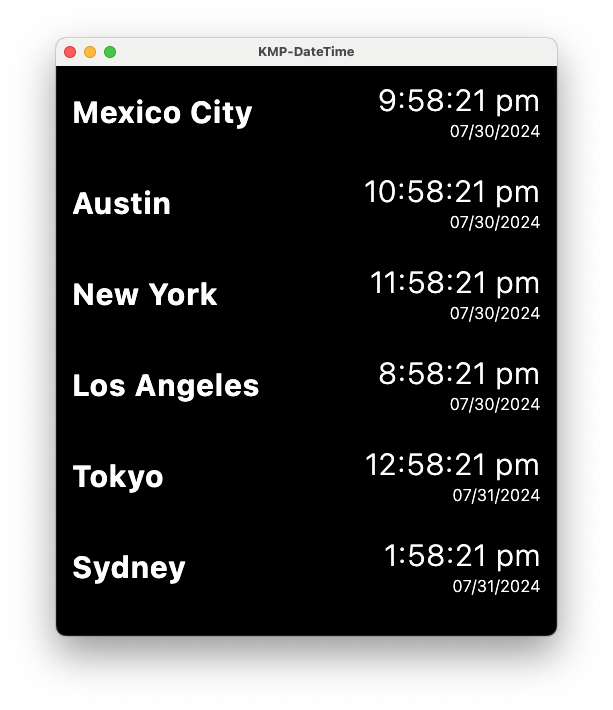 KMP-DateTime
Mexico City
9:58:21 pm
07/30/2024
Austin
10:58:21 pm
07/30/2024
New York
11:58:21 pm
07/30/2024
Los Angeles
8:58:21 pm
07/30/2024
Tokyo
12:58:21 pm
07/31/2024
Sydney
1:58:21 pm
07/31/2024